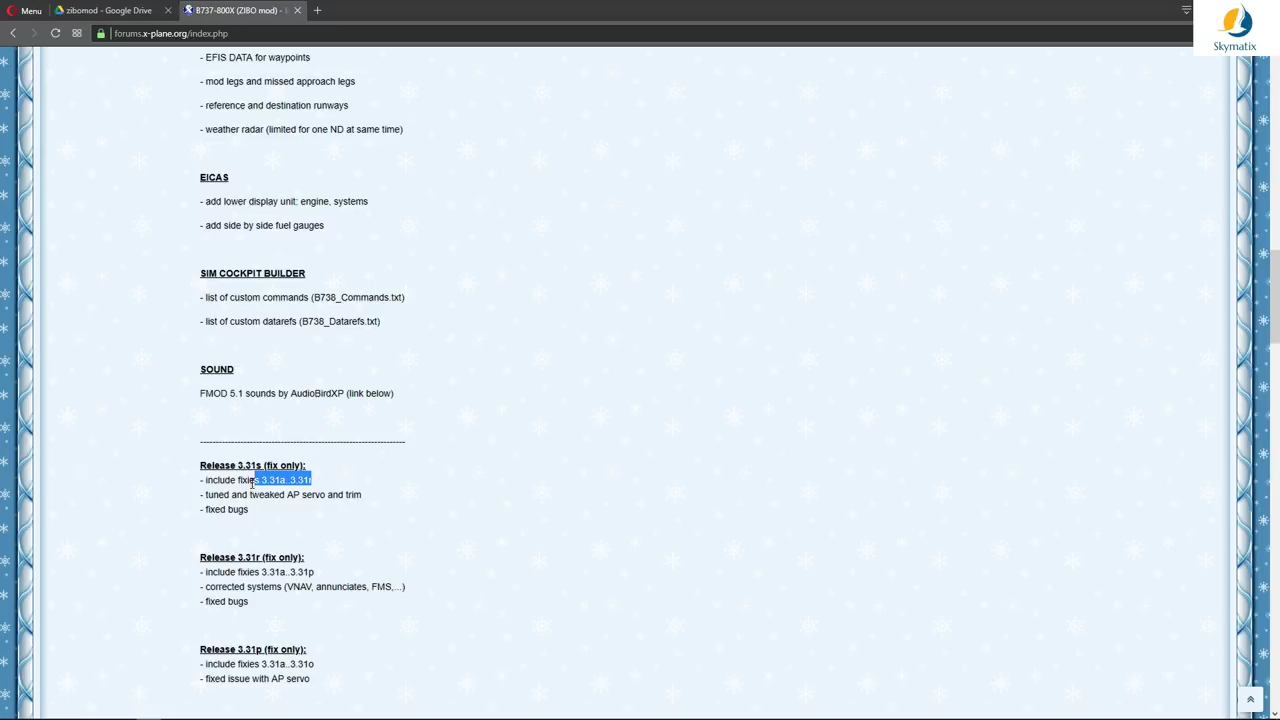 Menu
zibomod - Google Drive
B737-800X (ZIBO mod) - b
forums.x-plane.org/index.php
Skymatix
- EFIS DATA for waypoints
- mod legs and missed approach legs
- reference and destination runways
- weather radar (limited for one ND at same time)
EICAS
- add lower display unit: engine, systems
- add side by side fuel gauges
SIM COCKPIT BUILDER
- list of custom commands (B738_Commands.txt)
- list of custom datarefs (B738_Datarefs.txt)
SOUND
FMOD 5.1 sounds by AudioBirdXP (link below)
------------------------------------------------------------------
Release 3.31s (fix only):
- include fixies 3.31a..3.31r
- tuned and tweaked AP servo and trim
- fixed bugs
Release 3.31r (fix only):
- include fixies 3.31a..3.31p
- corrected systems (VNAV, annunciates, FMS,...)
- fixed bugs
Release 3.31p (fix only):
- include fixies 3.31a..3.31o
- fixed issue with AP servo